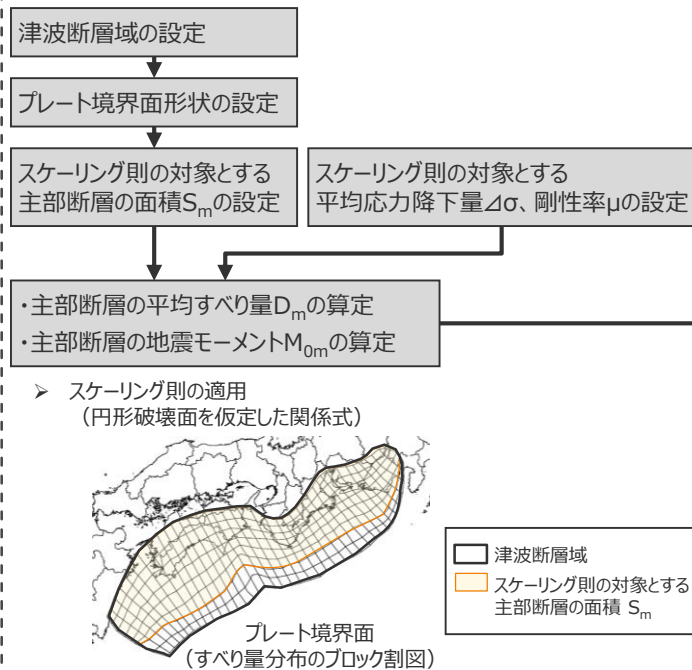 津波断層域の設定
プレート境界面形状の設定
スケーリング則の対象とする
主部断層の面積Smの設定
スケーリング則の対象とする
平均応力降下量⊿σ、剛性率μの設定
・主部断層の平均すべり量Dmの算定
・主部断層の地震モーメントM0mの算定
➢ スケーリング則の適用
（円形破壊面を仮定した関係式）
津波断層域
スケーリング則の対象とする
主部断層の面積 Sm
プレート境界面
（すべり量分布のブロック割図）